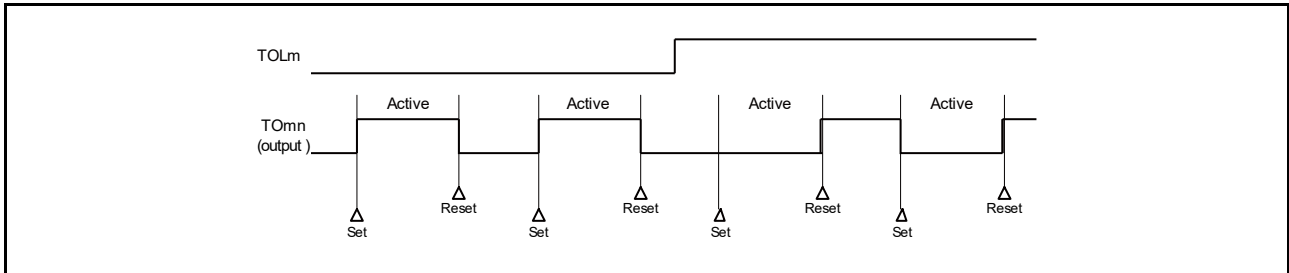 TOLm
Active Active Active Active
TOmn
(output )
Reset Reset Reset Reset
Set Set Set Set